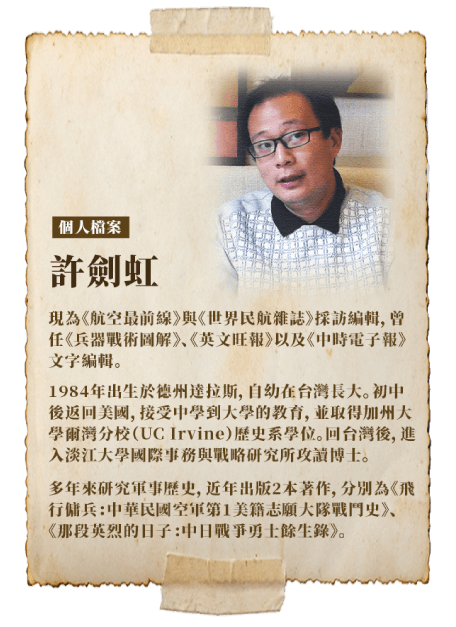 個人檔案
許劍虹
現為《航空最前線》與《世界民航雜誌》採訪編輯, 曾
任《兵器戰術圖解》、《英文旺報》以及《中時電子報》
文字編輯。
1984年出生於德州達拉斯, 自幼在台灣長大。初中
後返回美國, 接受中學到大學的教育, 並取得加州大
學爾灣分校(UC Irvine)歷史系學位。回台灣後, 進
入淡江大學國際事務與戰略研究所攻讀博士。
多年來研究軍事歷史, 近年出版2本著作, 分別為《飛
行傭兵:中華民國空軍第1美籍志願大隊戰鬥史》、
《那段英烈的日子:中日戰爭勇士餘生錄》。